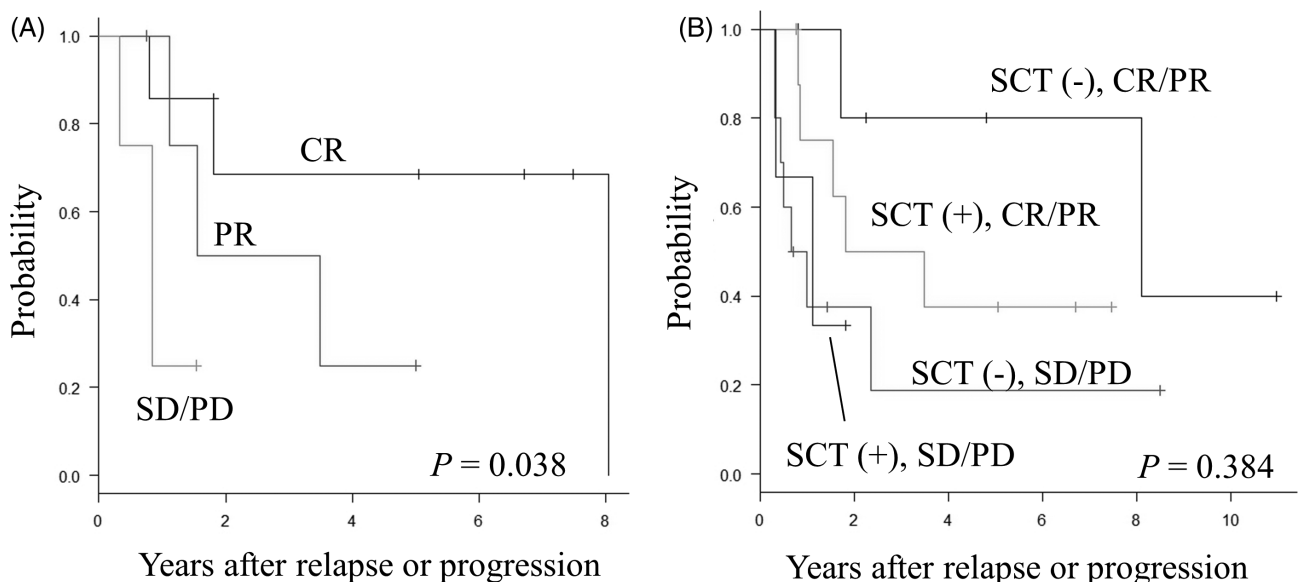 (A)
1.0
0.8
0.6
0.4
0.2
0.0
Probability
CR
PR
SD/PD
P = 0.038
0 2 4 6 8
Years after relapse or progression
(B)
1.0
0.8
0.6
0.4
0.2
0.0
Probability
SCT (-), CR/PR
SCT (+), CR/PR
SCT (-), SD/PD
SCT (+), SD/PD
P = 0.384
0 2 4 6 8 10
Years after relapse or progression